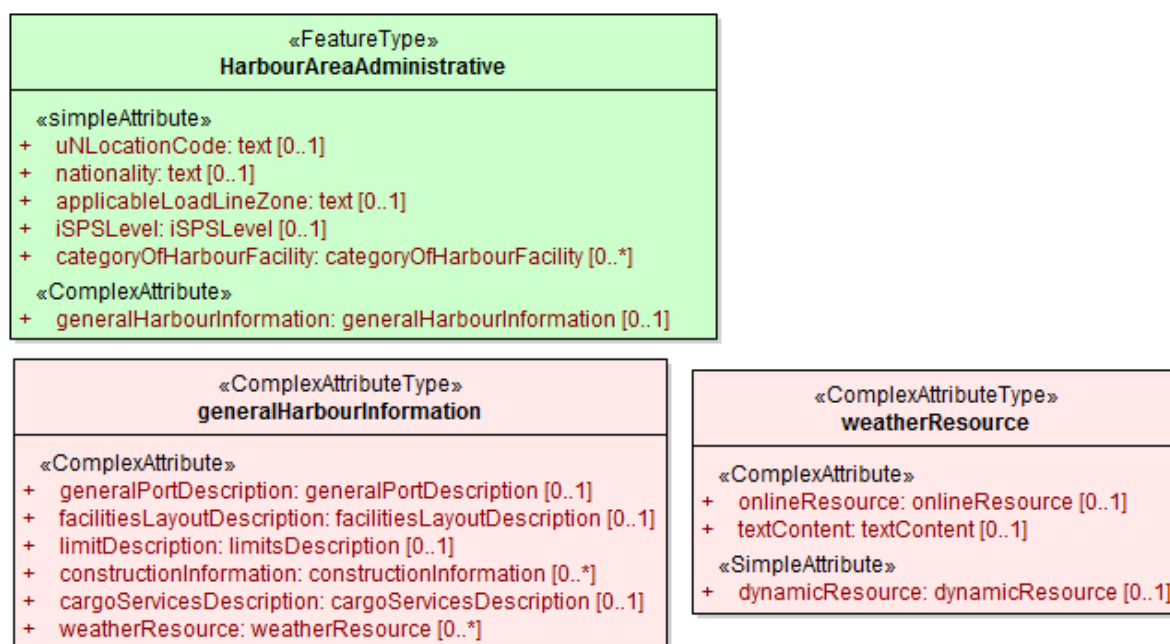 «FeatureType»
HarbourAreaAdministrative
«simpleAttribute»
+ uNLocationCode: text [0..1]
+ nationality: text [0..1]
+ applicableLoadLineZone: text [0..1]
+ iSPSLevel: iSPSLevel [0..1]
+ categoryOfHarbourFacility: categoryOfHarbourFacility [0..*]
«ComplexAttribute»
+ generalHarbourInformation: generalHarbourInformation [0..1]
«ComplexAttributeType»
generalHarbourInformation
«ComplexAttribute»
+ generalPortDescription: generalPortDescription [0..1]
+ facilitiesLayoutDescription: facilitiesLayoutDescription [0..1]
+ limitDescription: limitsDescription [0..1]
+ constructionInformation: constructionInformation [0..*]
+ cargoServicesDescription: cargoServicesDescription [0..1]
+ weatherResource: weatherResource [0..*]
«ComplexAttributeType»
weatherResource
«ComplexAttribute»
+ onlineResource: onlineResource [0..1]
+ textContent: textContent [0..1]
«SimpleAttribute»
+ dynamicResource: dynamicResource [0..1]